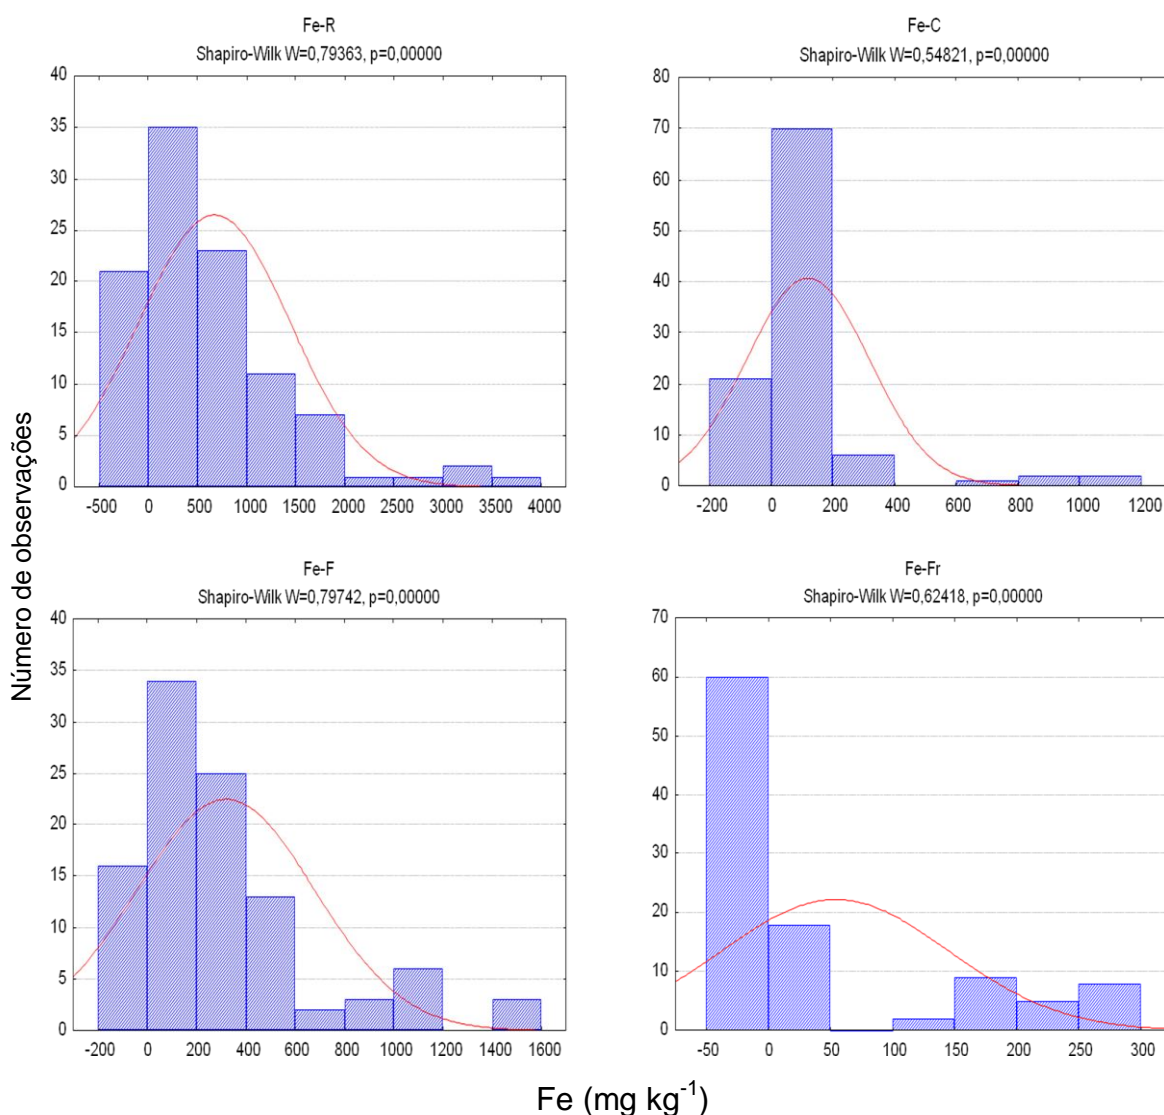 Fe-R
Shapiro-Wilk W=0,79363, p=0,00000
40
35
30
25
20
15
10
5
0
-500 0 500 1000 1500 2000 2500 3000 3500 4000
Fe-C
Shapiro-Wilk W=0,54821, p=0,00000
80
70
60
50
40
30
20
10
0
-200 0 200 400 600 800 1000 1200
Número de observações
Fe-F
Shapiro-Wilk W=0,79742, p=0,00000
40
35
30
25
20
15
10
5
0
-200 0 200 400 600 800 1000 1200 1400 1600
Fe-Fr
Shapiro-Wilk W=0,62418, p=0,00000
70
60
50
40
30
20
10
0
-50 0 50 100 150 200 250 300
Fe (mg kg⁻¹)